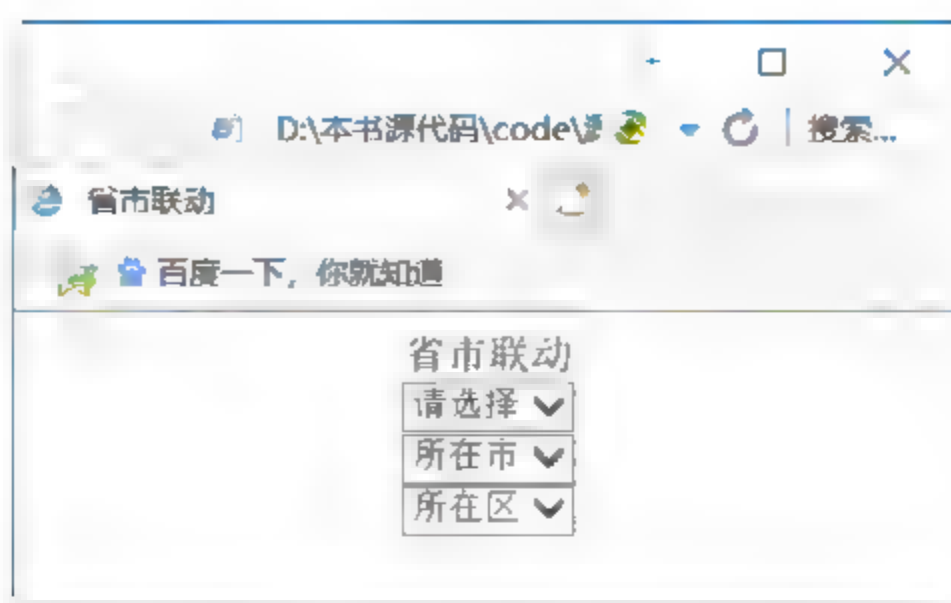 D:\本书源代码\code\
搜索...
省市联动
百度一下，你就知道
省市联动
请选择
所在市
所在区